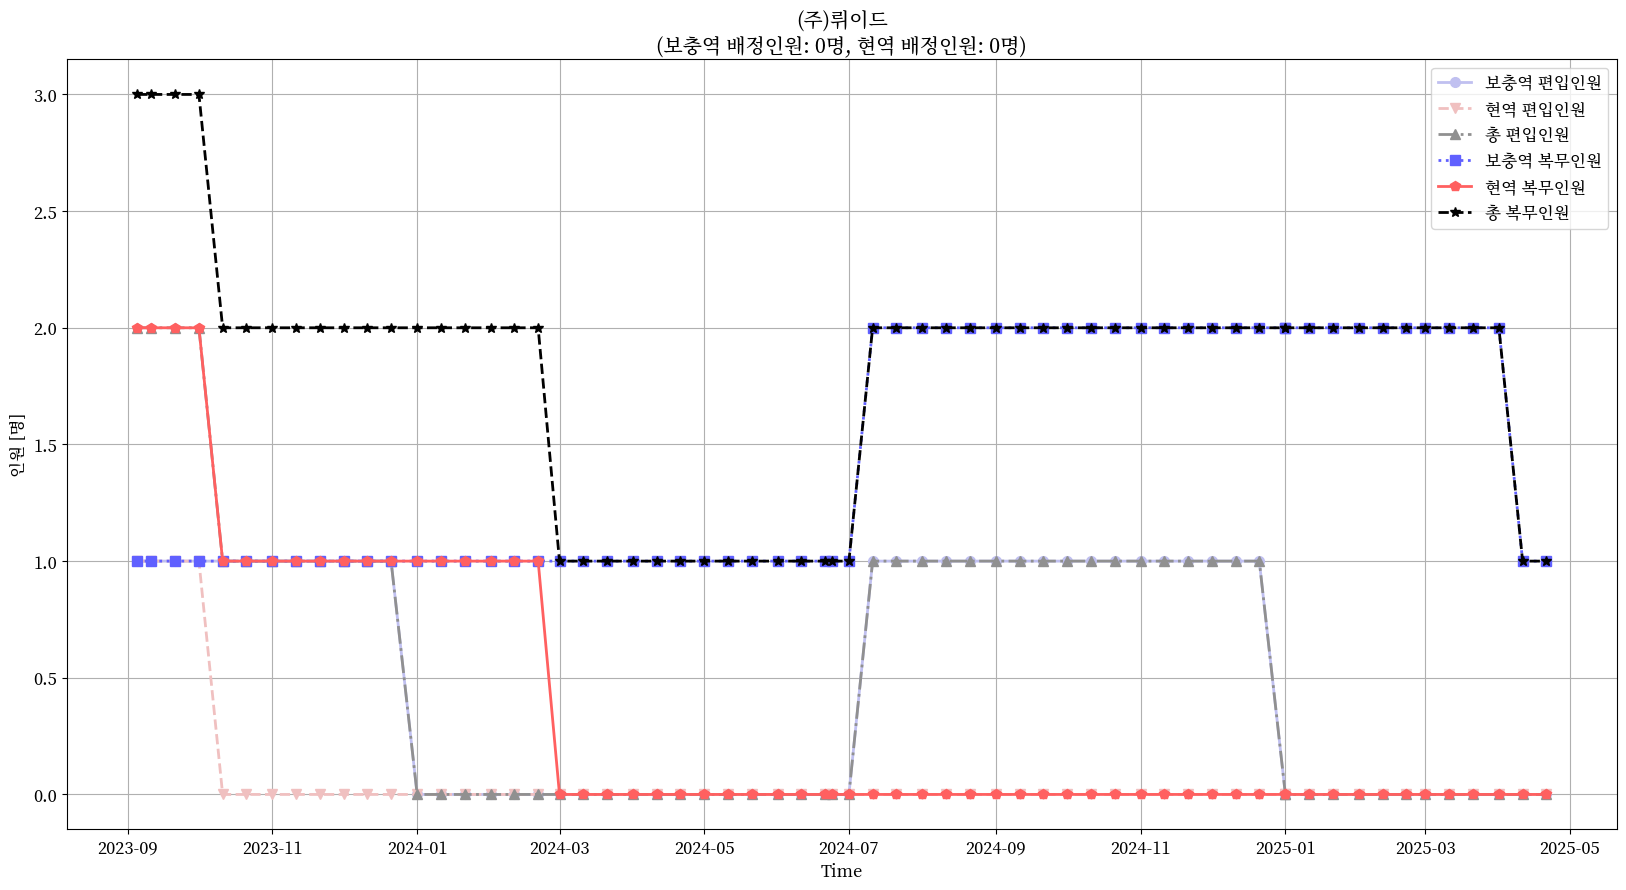 (주)뤼이드
(보충역 배정인원: 0명, 현역 배정인원: 0명)
보충역 편입인원
현역 편입인원
총 편입인원
보충역 복무인원
현역 복무인원
총 복무인원
인원 [명]
3.0
2.5
2.0
1.5
1.0
0.5
0.0
2023-09 2023-11 2024-01 2024-03 2024-05 2024-07 2024-09 2024-11 2025-01 2025-03 2025-05
Time